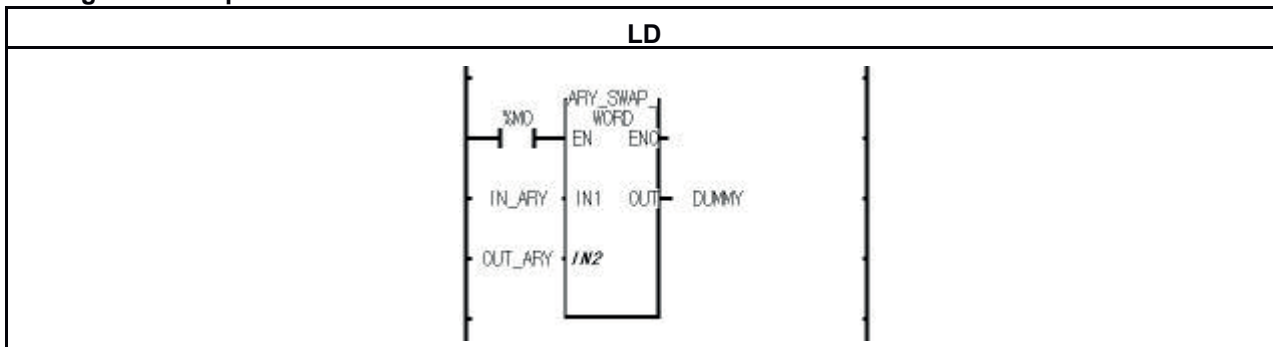 LD
ARY_SWAP_
WORD
%M0
EN ENO
IN_ARY IN1 OUT DUMMY
OUT_ARY IN2